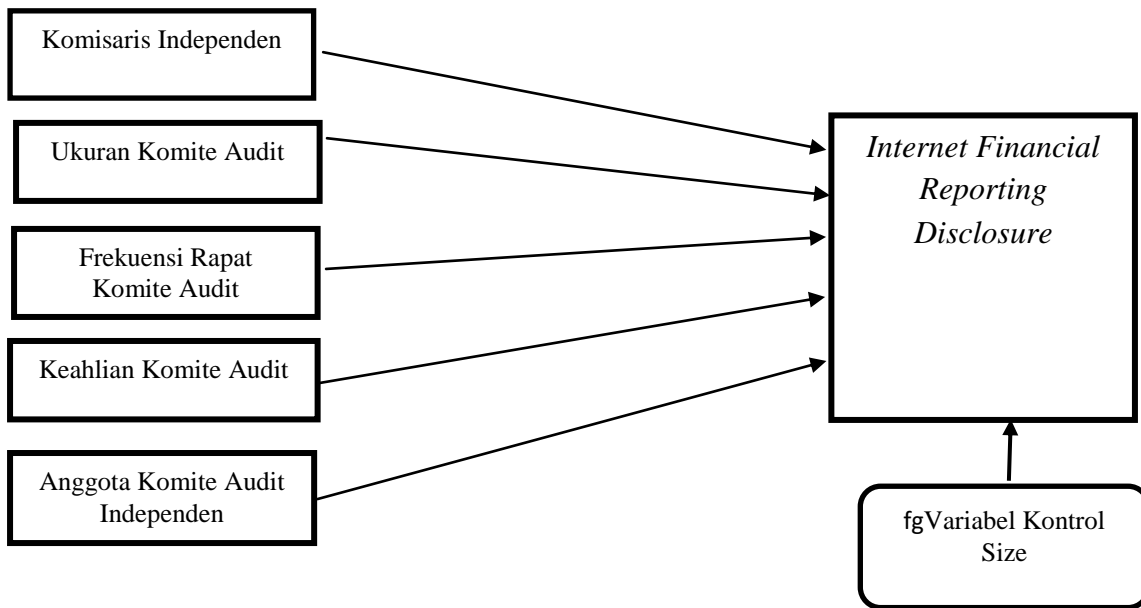 Komisaris Independen
Ukuran Komite Audit
Frekuensi Rapat
Komite Audit
Keahlian Komite Audit
Anggota Komite Audit
Independen
Internet Financial
Reporting
Disclosure
fgVariabel Kontrol
Size